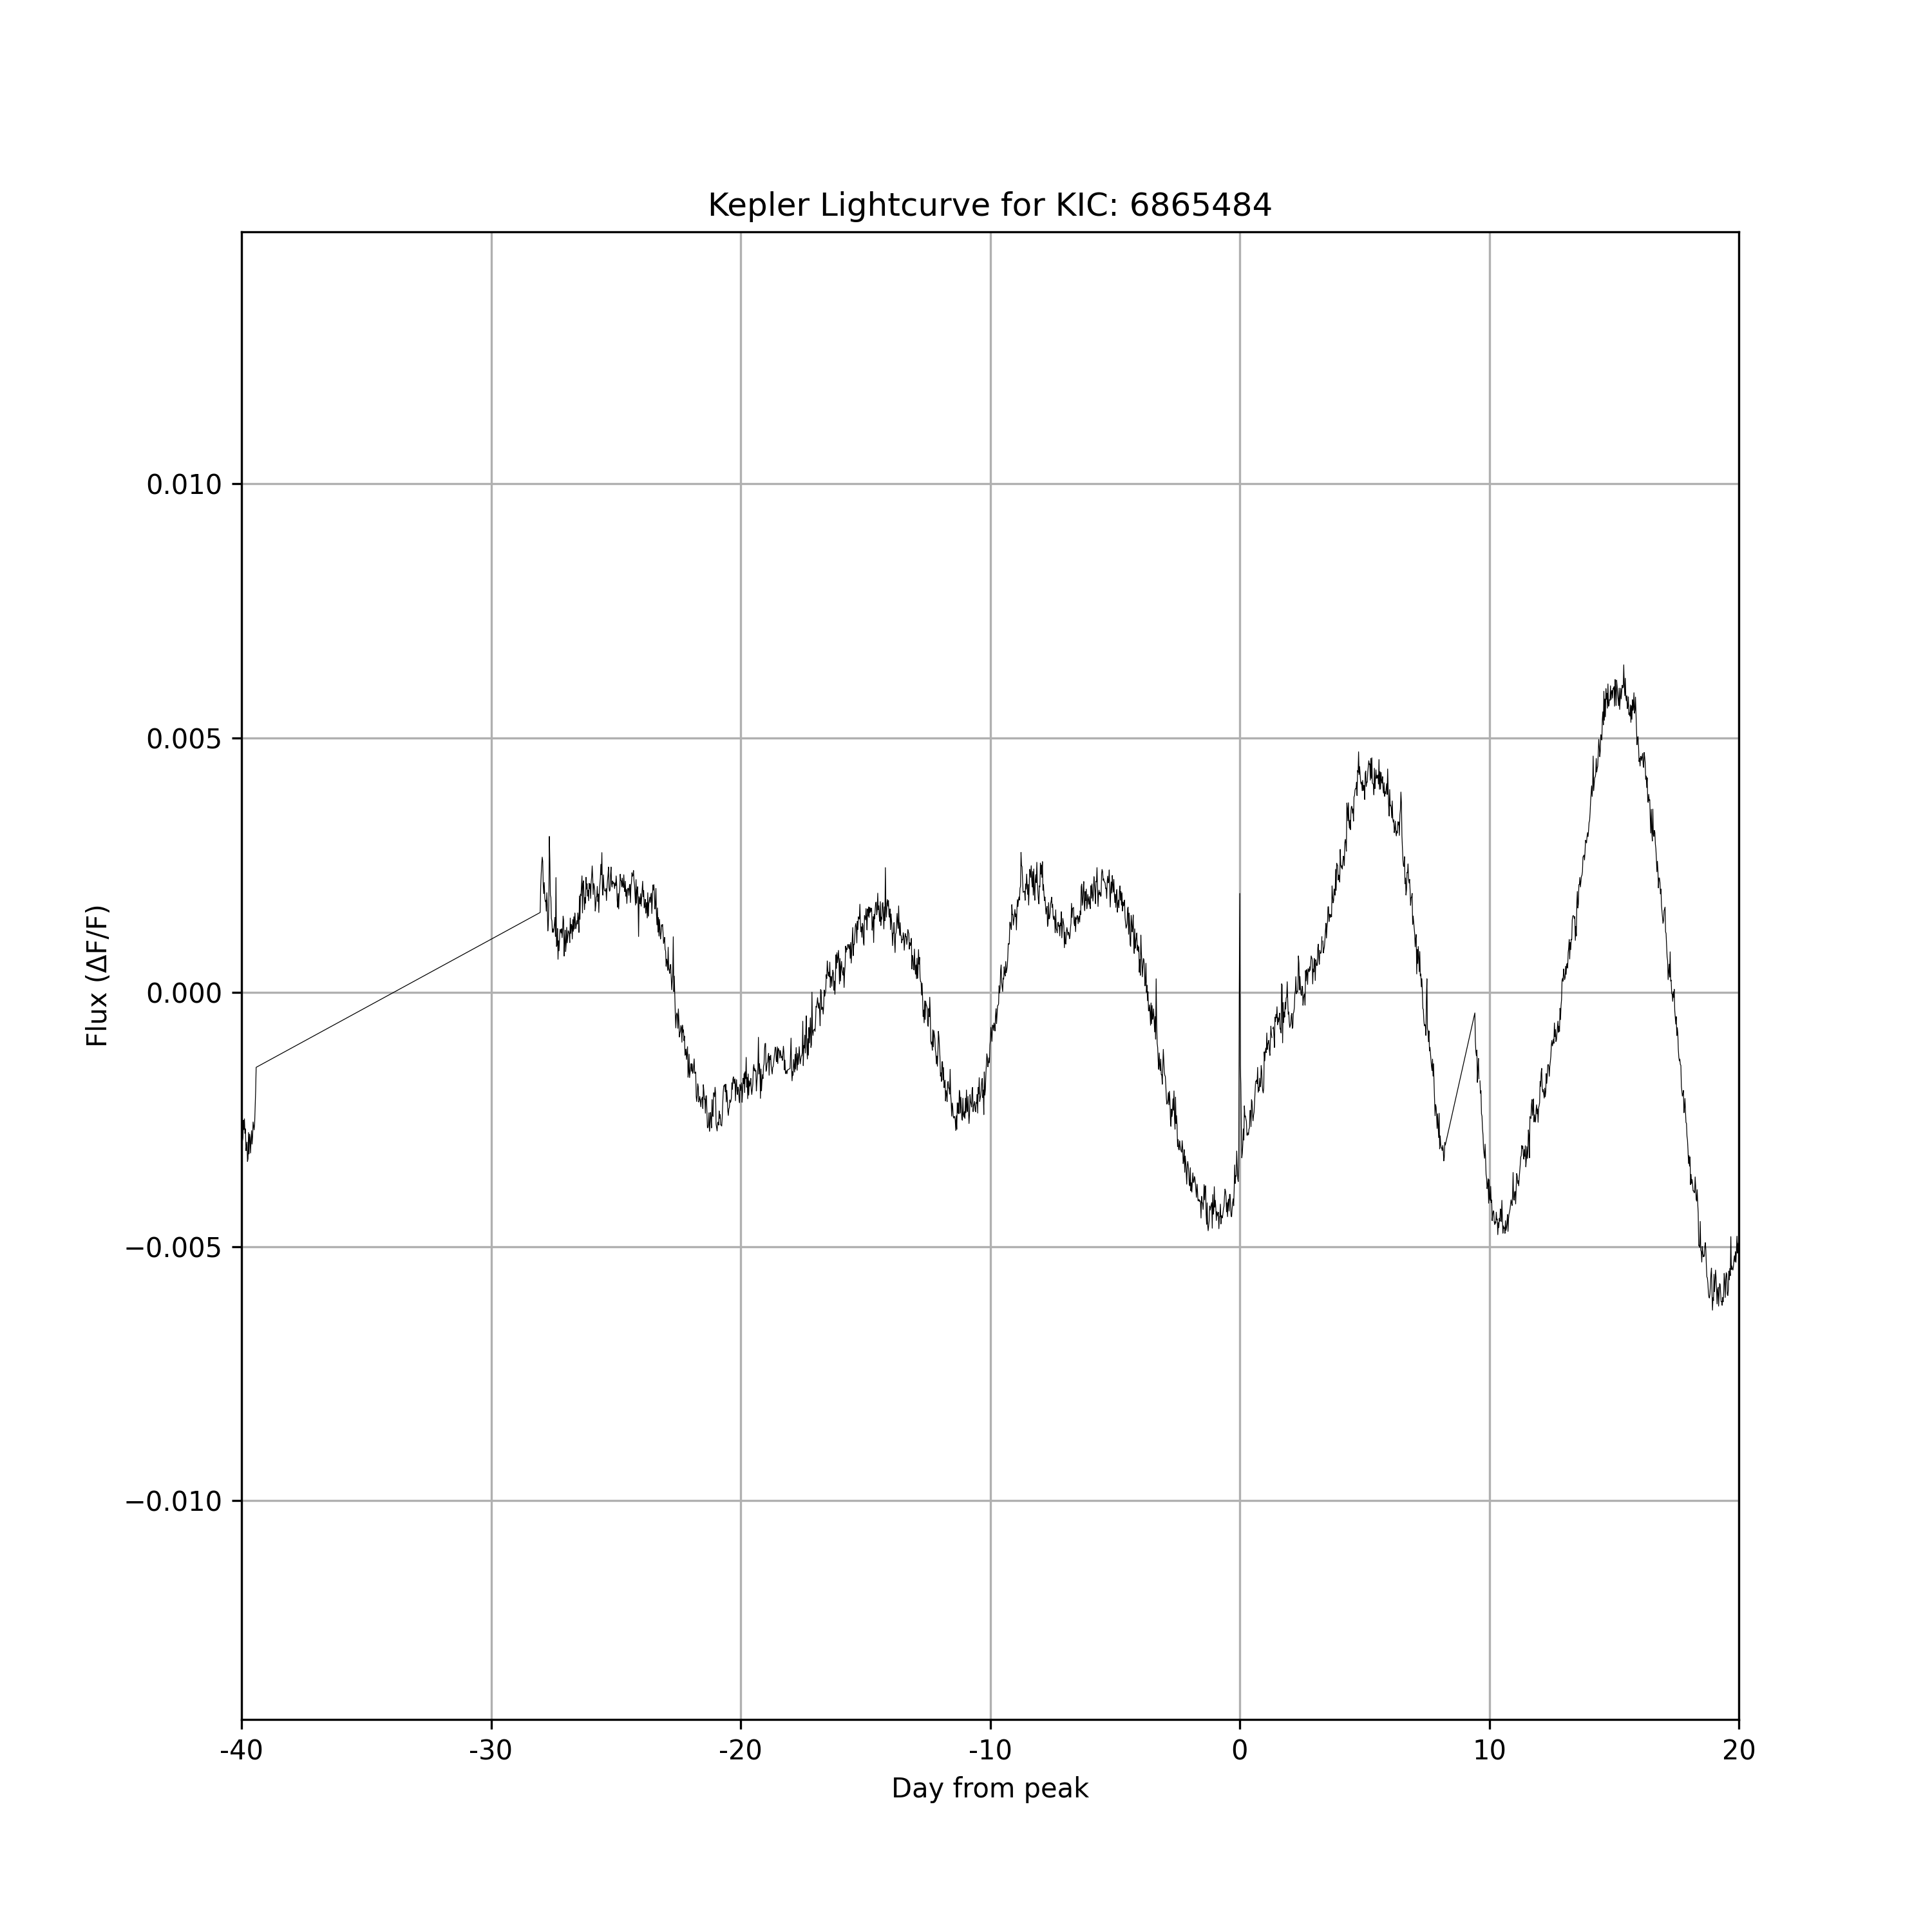 Kepler Lightcurve for KIC: 6865484
Flux (ΔF/F)
0.010
0.005
0.000
−0.005
−0.010
-40 -30 -20 -10 0 10 20
Day from peak